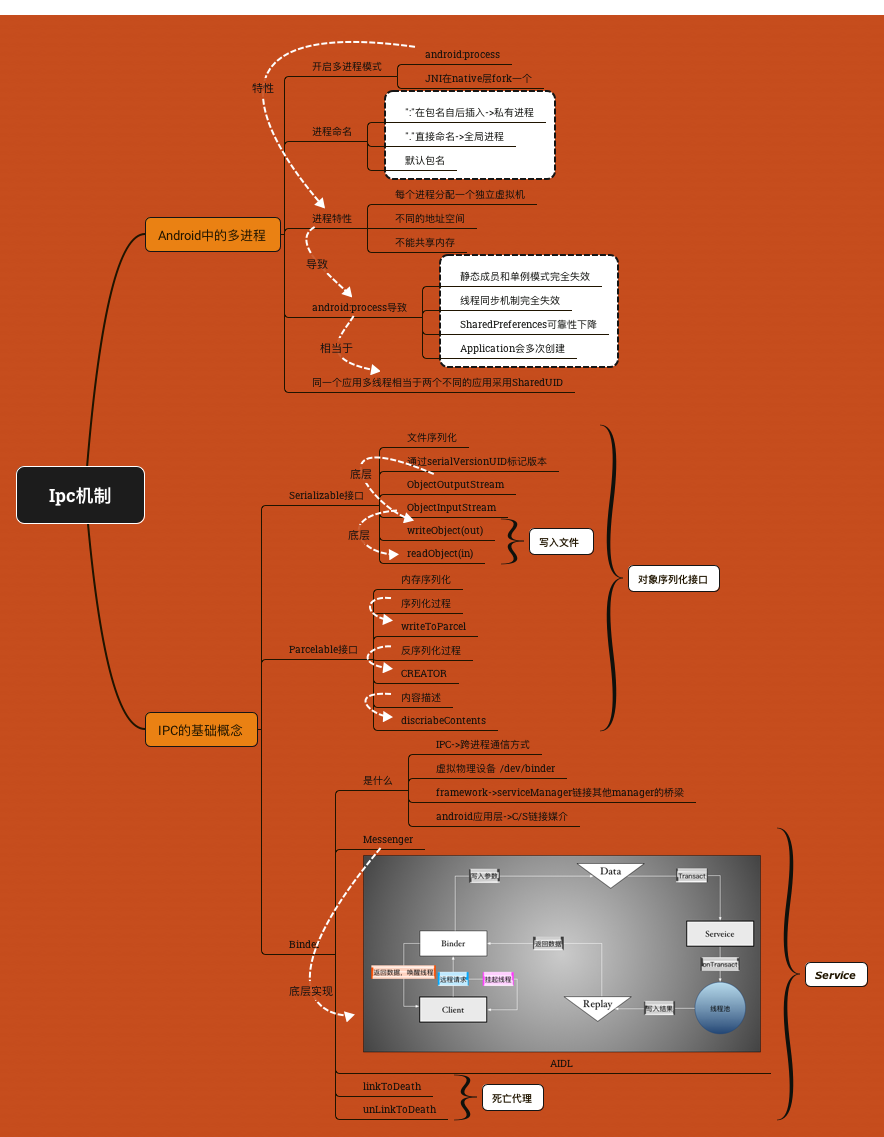 android:process
开启多进程模式
JNI在native层fork一个
特性
":"在包名自后插入->私有进程
进程命名
"."直接命名->全局进程
默认包名
每个进程分配一个独立虚拟机
进程特性
不同的地址空间
Android中的多进程
不能共享内存
导致
静态成员和单例模式完全失效
线程同步机制完全失效
android:process导致
SharedPreferences可靠性下降
相当于
Application会多次创建
同一个应用多线程相当于两个不同的应用采用SharedUID
Ipc机制
文件序列化
通过serialVersionUID标记版本
底层
ObjectOutputStream
Serializable接口
ObjectInputStream
writeObject(out)
底层
写入文件
readObject(in)
对象序列化接口
内存序列化
序列化过程
writeToParcel
Parcelable接口
反序列化过程
CREATOR
内容描述
discriabeContents
IPC的基础概念
IPC->跨进程通信方式
虚拟物理设备 /dev/binder
是什么
framework->serviceManager链接其他manager的桥梁
android应用层->C/S链接媒介
Messenger
写入参数
Data
Transact
Serveice
Binder
返回数据
Binder
onTransact
返回数据，唤醒线程
远程请求
挂起线程
Service
底层实现
Client
Replay
写入结果
线程池
AIDL
linkToDeath
死亡代理
unLinkToDeath